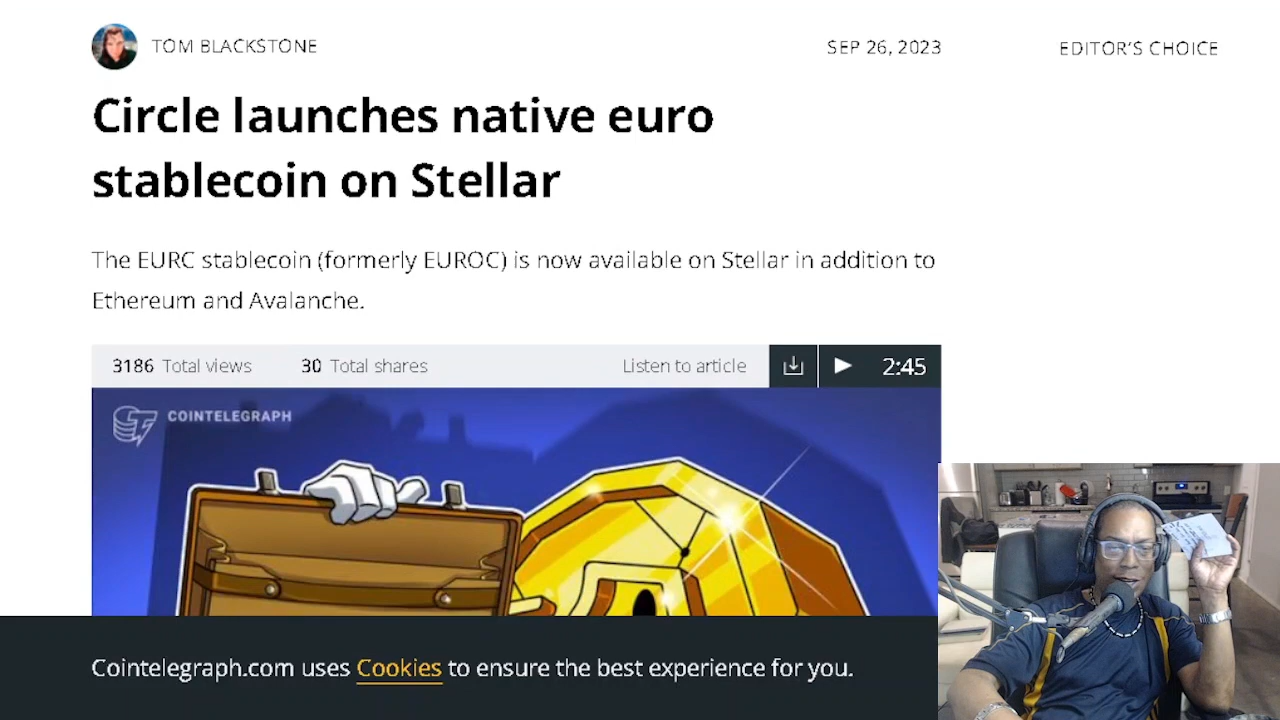 TOM BLACKSTONE
SEP 26, 2023
EDITOR'S CHOICE
Circle launches native euro
stablecoin on Stellar
The EURC stablecoin (formerly EUROC) is now available on Stellar in addition to
Ethereum and Avalanche.
3186 Total views 30 Total shares Listen to article 2:45
COINTELEGRAPH
Cointelegraph.com uses Cookies to ensure the best experience for you.